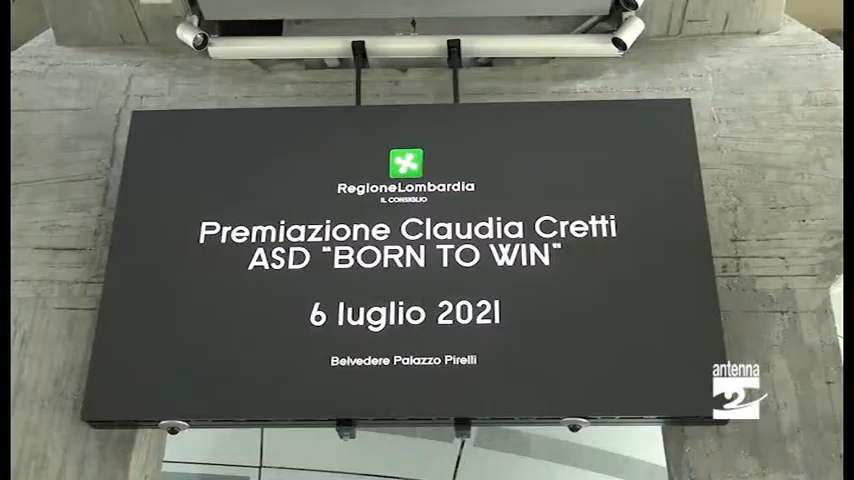 RegioneLombardia
IL CONSIGLIO
Premiazione Claudia Cretti
ASD "BORN TO WIN"
6 luglio 2021
Belvedere Palazzo Pirelli
antenna
2